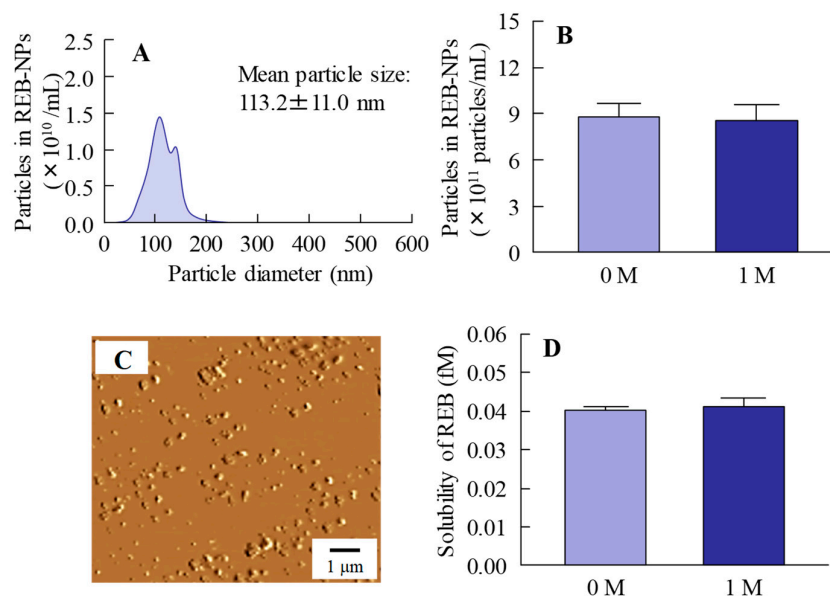 A
Particles in REB-NPs
(×10¹⁰/mL)
2.5
2.0
1.5
1.0
0.5
0.0
Mean particle size:
113.2±11.0 nm
0 100 200 300 400 500 600
Particle diameter (nm)
B
Particles in REB-NPs
(×10¹¹ particles/mL)
15
12
9
6
3
0
0 M 1 M
C
1 μm
D
Solubility of REB (fM)
0.06
0.05
0.04
0.03
0.02
0.01
0.00
0 M 1 M